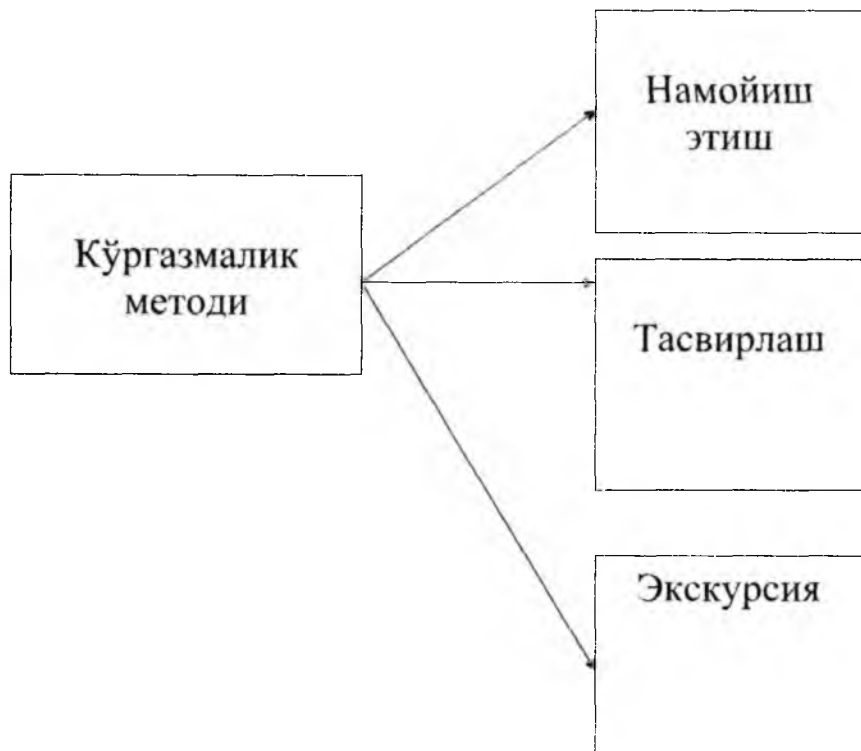 Кўргазмалик
методи
Намойиш
этиш
Тасвирлаш
Экскурсия